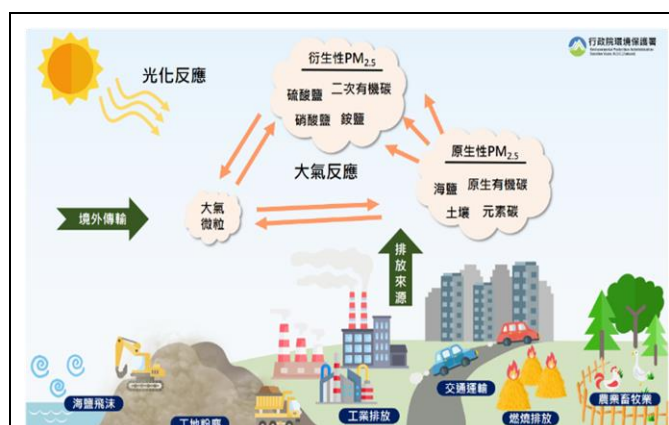 行政院環境保護署
光化反應
衍生性PM2.5
硫酸鹽 二次有機碳
硝酸鹽 銨鹽
大氣反應
原生性PM2.5
海鹽 原生有機碳
土壤 元素碳
大氣
微粒
境外傳輸
排放來源
海鹽飛沫
工地粉塵
工業排放
交通運輸
燃燒排放
農業畜牧業